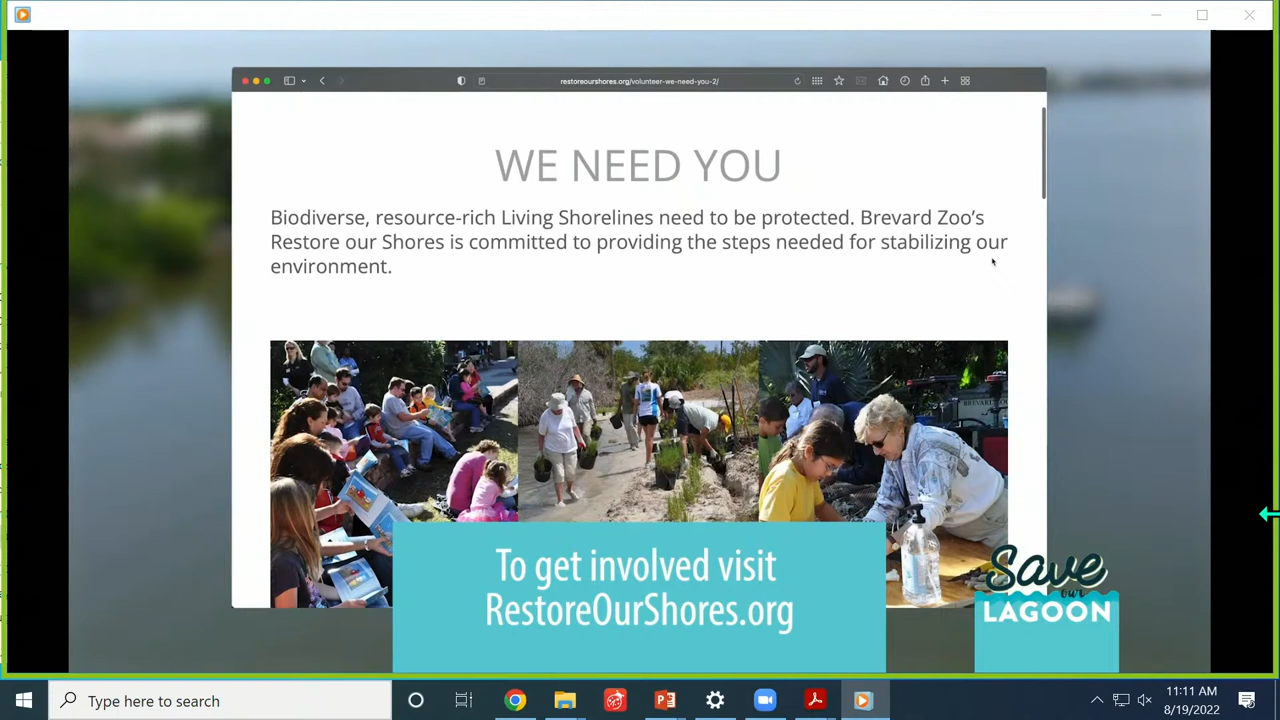 restoreourshores.org/volunteer-we-need-you-2/
WE NEED YOU
Biodiverse, resource-rich Living Shorelines need to be protected. Brevard Zoo's
Restore our Shores is committed to providing the steps needed for stabilizing our
environment.
BREVARD ZOO
To get involved visit
RestoreOurShores.org
Save
our
LAGOON
Type here to search
11:11 AM
8/19/2022